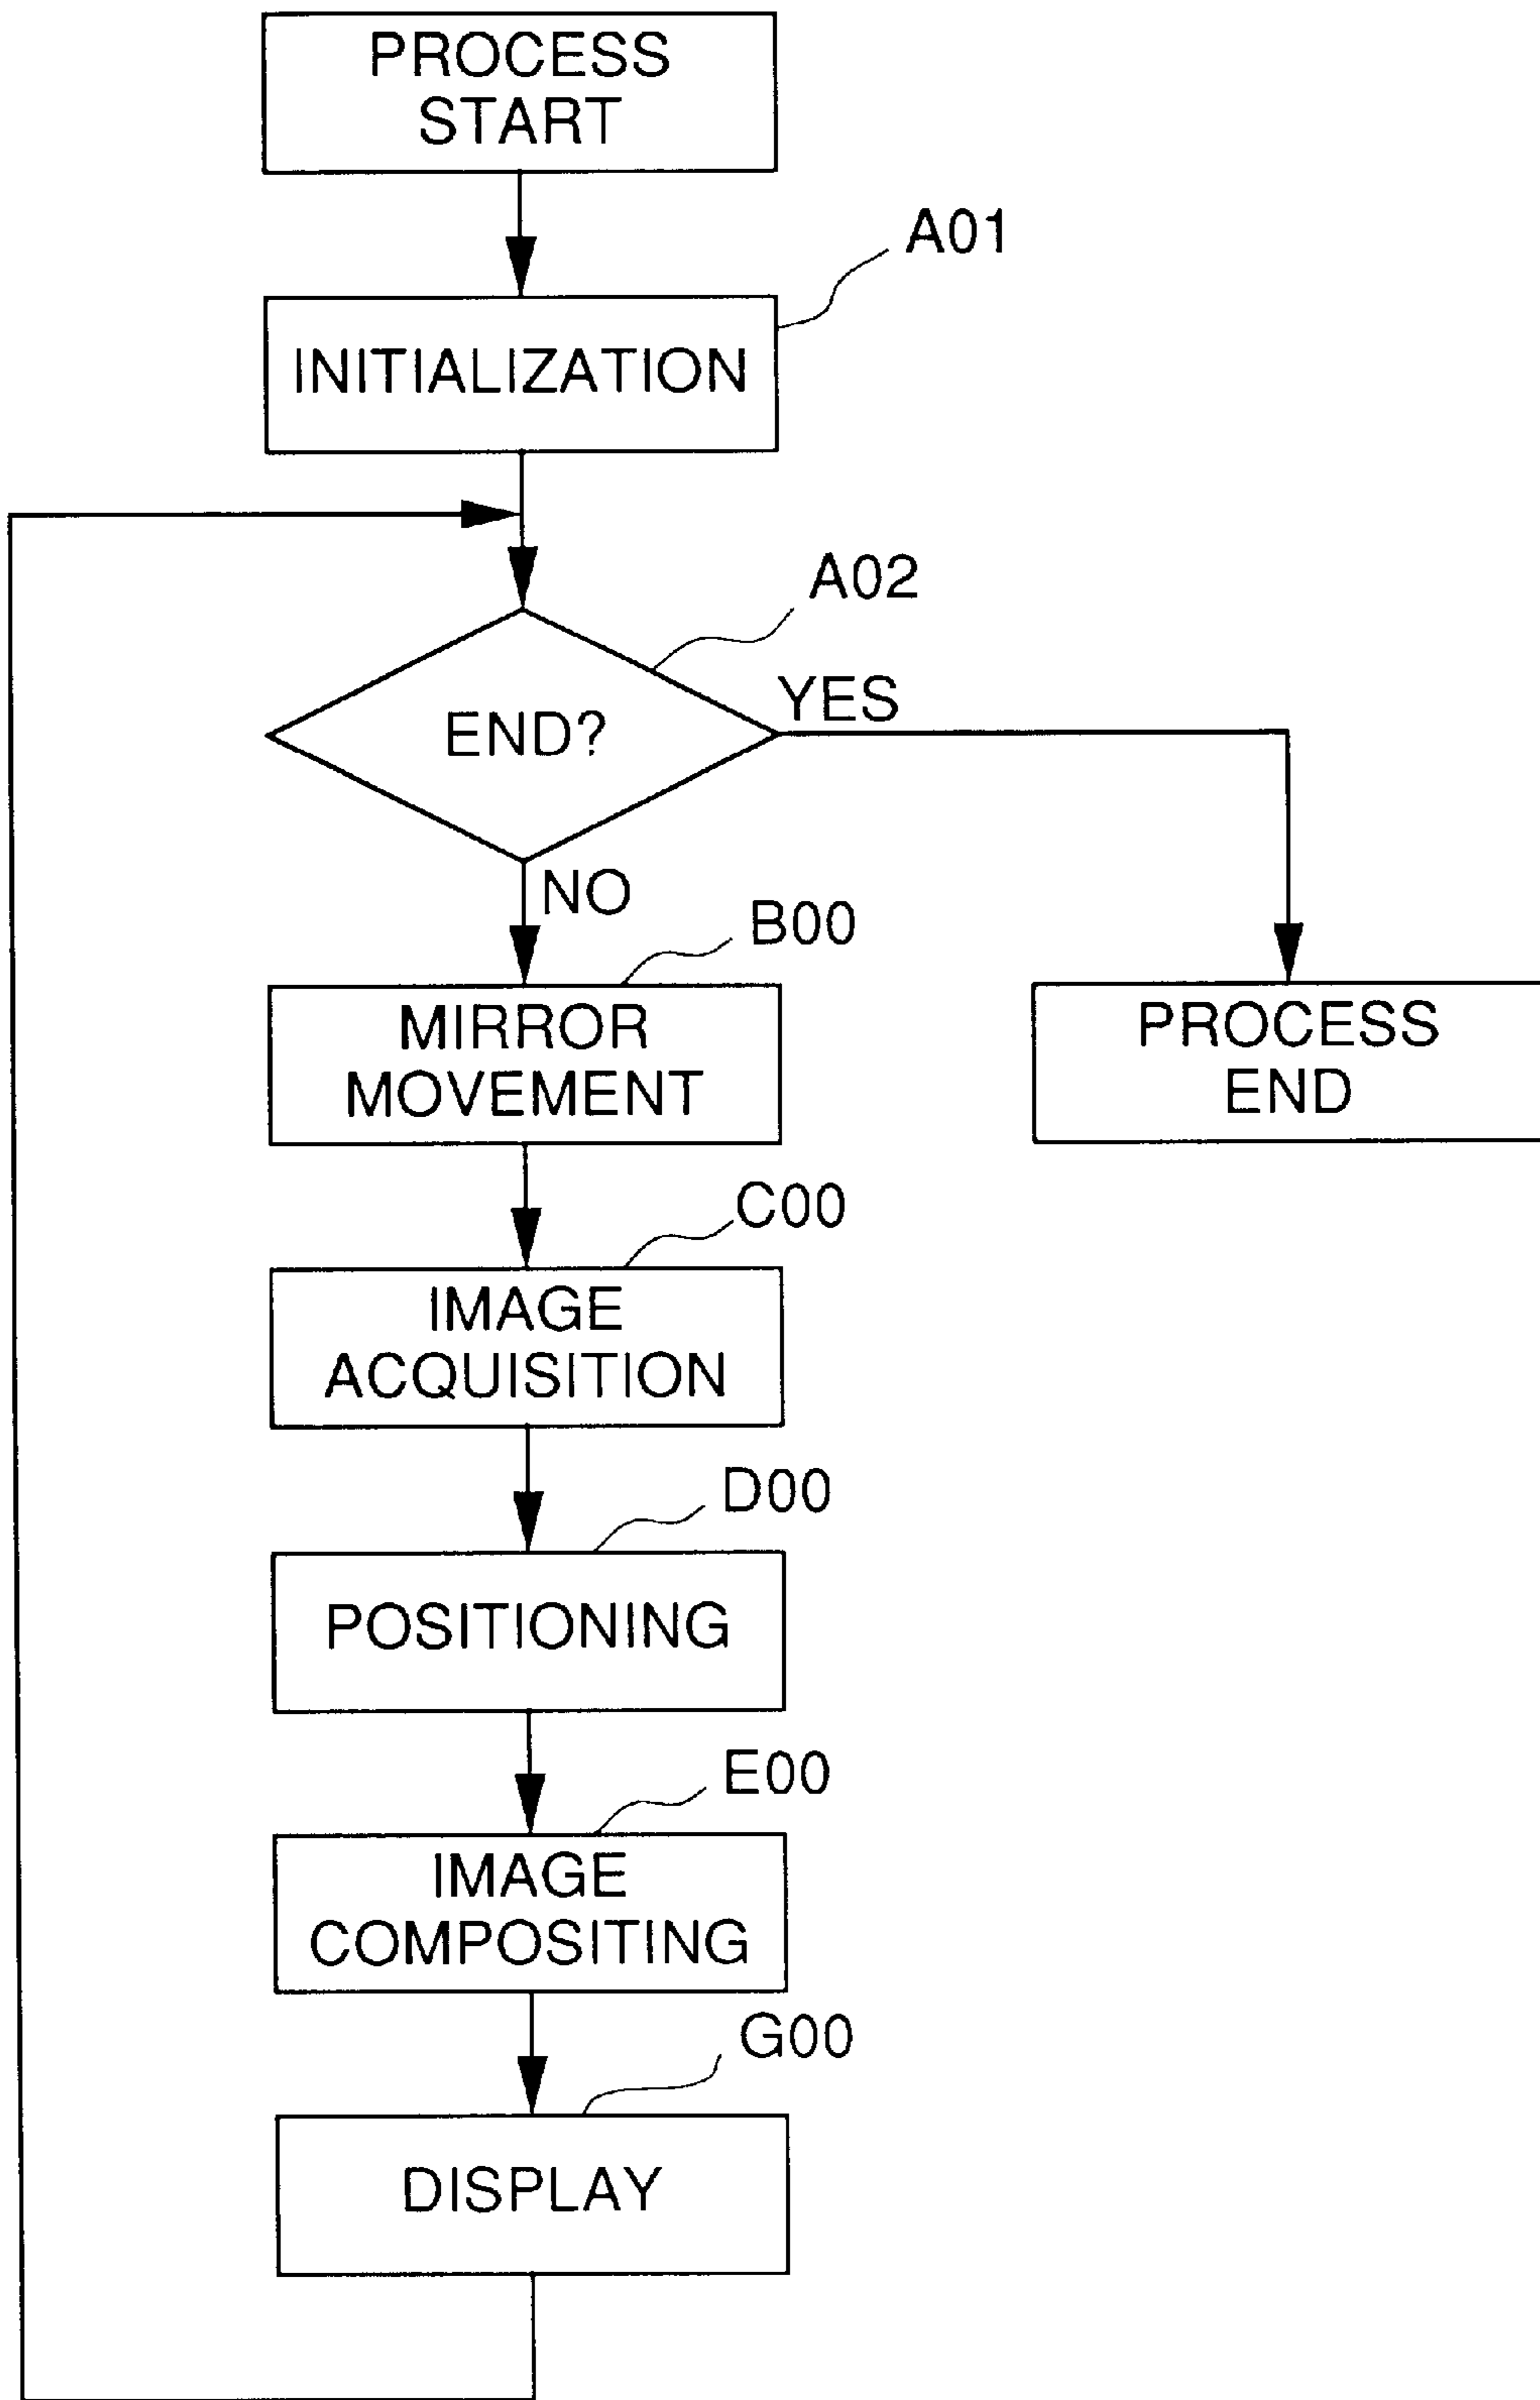 PROCESS
START
A01
INITIALIZATION
A02
YES
END?
NO
B00
MIRROR
MOVEMENT
PROCESS
END
C00
IMAGE
ACQUISITION
D00
POSITIONING
E00
IMAGE
COMPOSITING
G00
DISPLAY